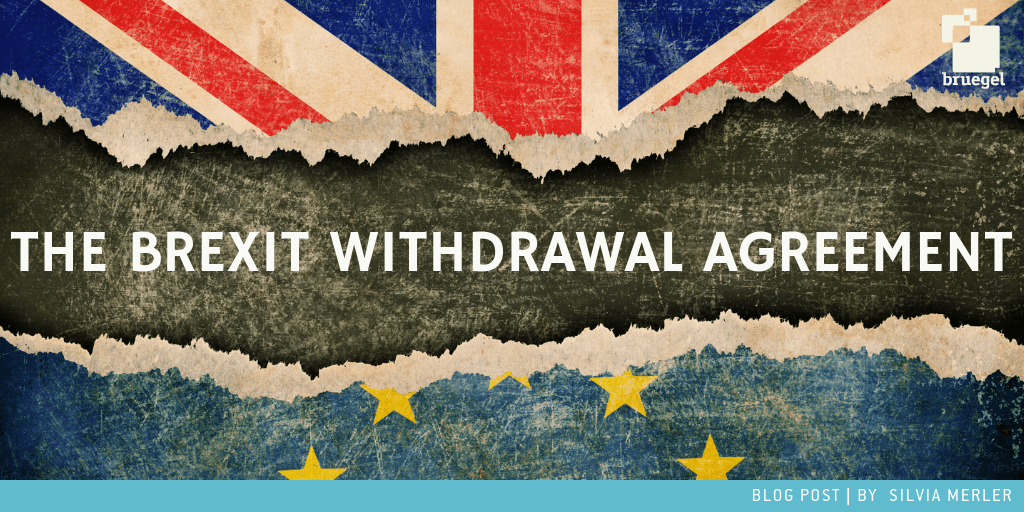 bruegel
THE BREXIT WITHDRAWAL AGREEMENT
BLOG POST | BY SILVIA MERLER